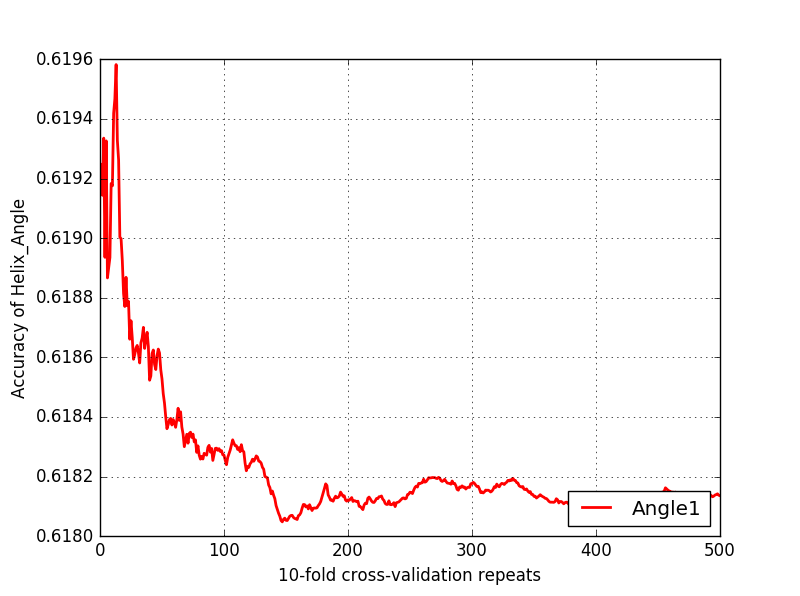 0.6196
0.6194
0.6192
0.6190
0.6188
0.6186
0.6184
0.6182
0.6180
Accuracy of Helix_Angle
Angle1
0 100 200 300 400 500
10-fold cross-validation repeats